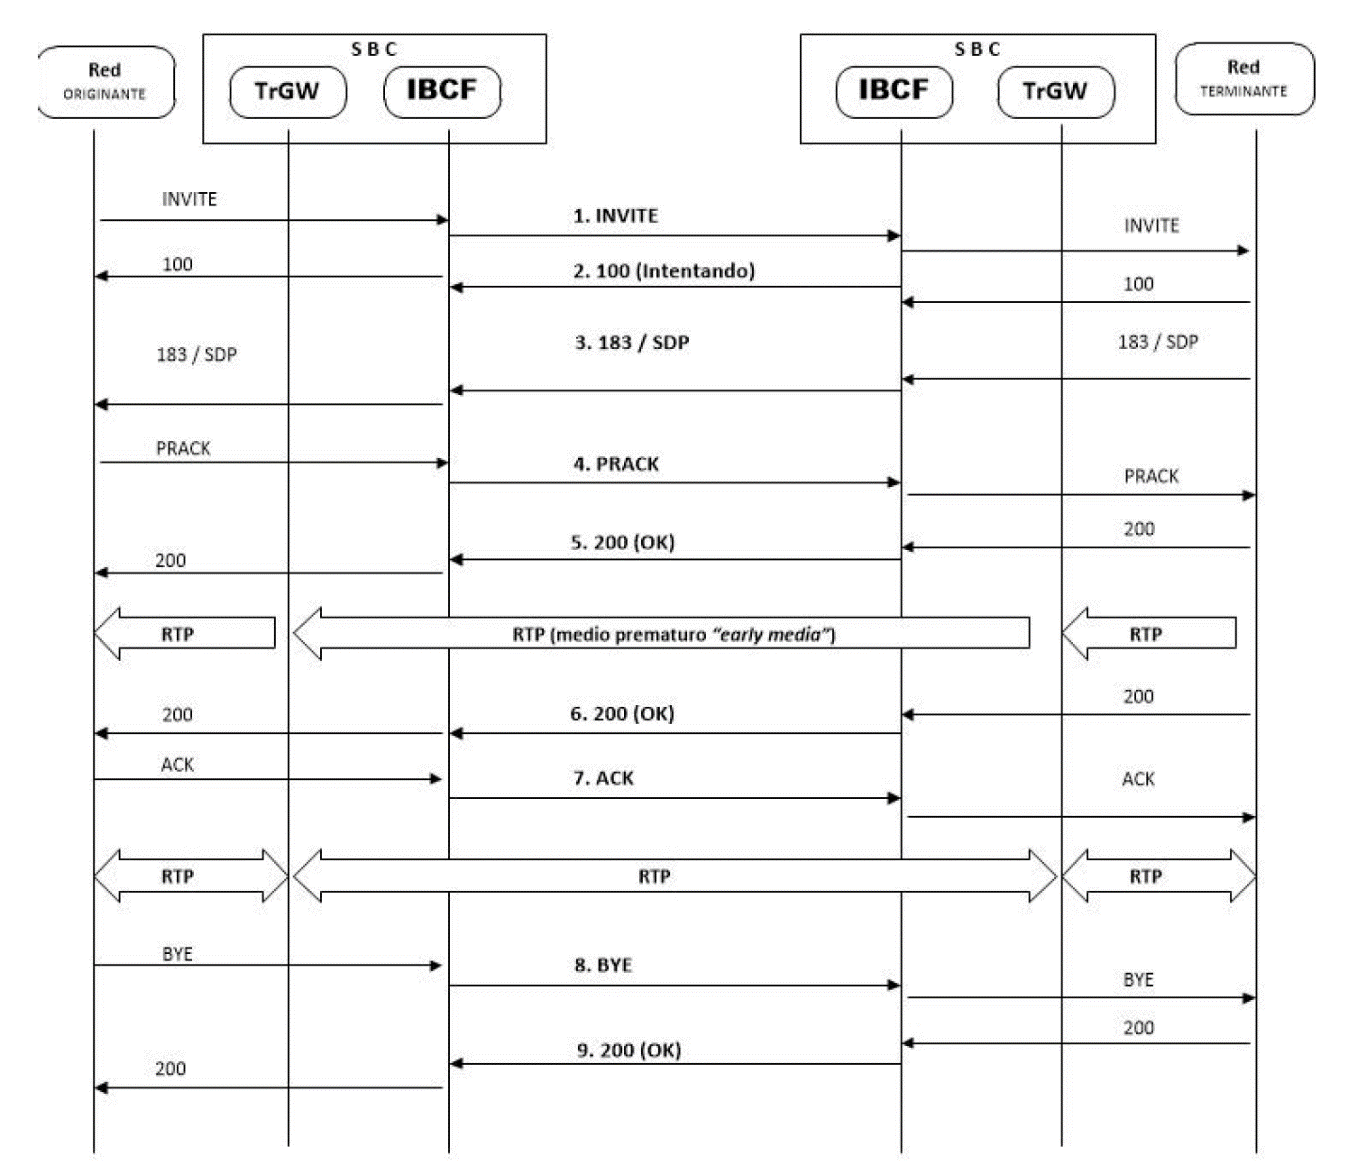 S B C
S B C
Red
ORIGINANTE
TrGW
IBCF
IBCF
TrGW
Red
TERMINANTE
INVITE
1. INVITE
INVITE
100
2. 100 (Intentando)
100
183 / SDP
3. 183 / SDP
183 / SDP
PRACK
4. PRACK
PRACK
200
5. 200 (OK)
200
RTP
RTP (medio prematuro “early media”)
RTP
200
6. 200 (OK)
200
ACK
7. ACK
ACK
RTP
RTP
RTP
BYE
8. BYE
BYE
200
9. 200 (OK)
200